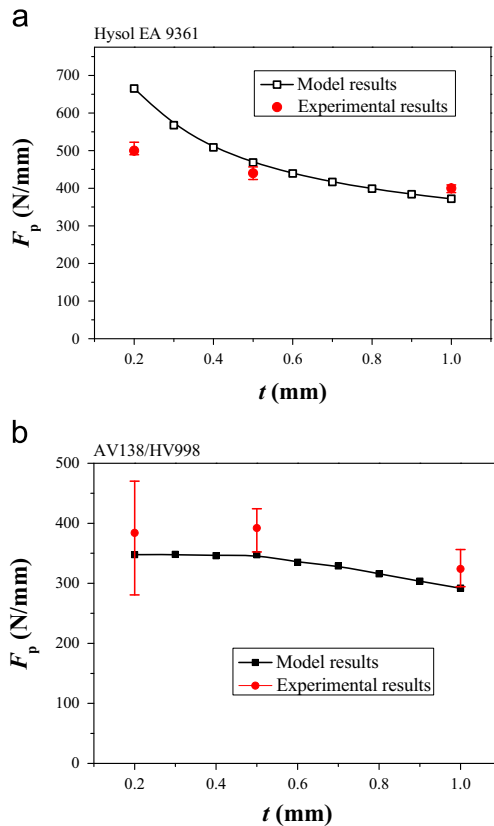 a
Hysol EA 9361
700
600
500
400
300
200
100
0
Model results
Experimental results
Fp (N/mm)
0.2 0.4 0.6 0.8 1.0
t (mm)
b
AV138/HV998
500
400
300
200
100
0
Model results
Experimental results
Fp (N/mm)
0.2 0.4 0.6 0.8 1.0
t (mm)